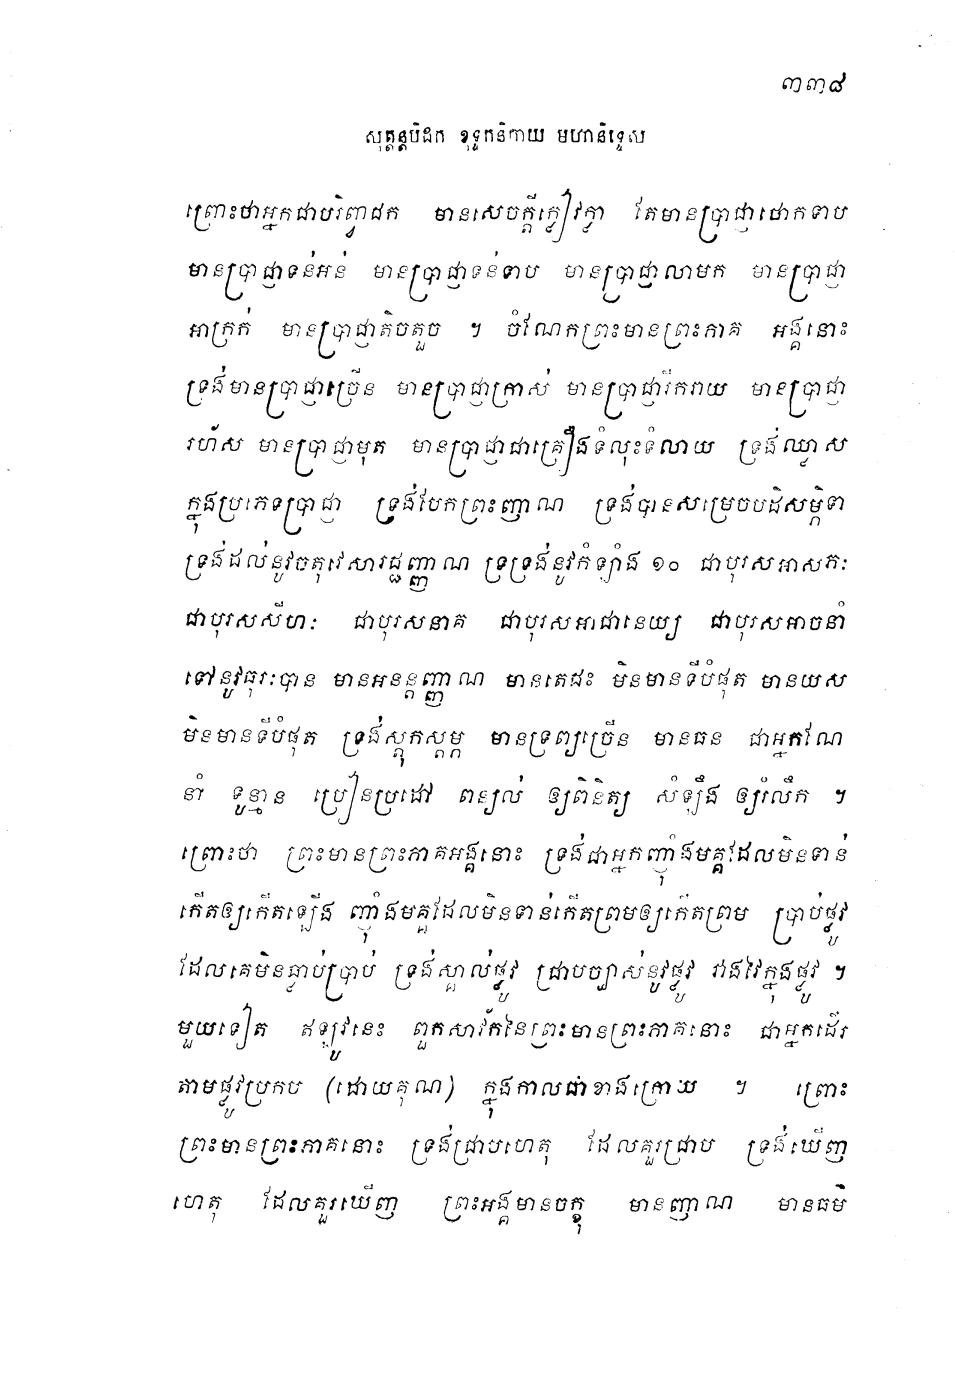 ៣៣៨
សុត្តន្តបិដក ខុទ្ទកនិកាយ មហានិទ្ទេស
ព្រោះថាអ្នកជាបរិព្វាជក មានសេចក្តីក្លៀវក្លា តែមានប្រាជ្ញាថោកទាប
មានប្រាជ្ញាទន់អន់ មានប្រាជ្ញាទន់ទាប មានប្រាជ្ញាលាមក មានប្រាជ្ញា
អាក្រក់ មានប្រាជ្ញាតិចតួច ។ ចំណែកព្រះមានព្រះភាគ អង្គនោះ
ទ្រង់មានប្រាជ្ញាច្រើន មានប្រាជ្ញាក្រាស់ មានប្រាជ្ញារីករាយ មានប្រាជ្ញា
រហ័ស មានប្រាជ្ញាមុត មានប្រាជ្ញាជាគ្រឿងទំលុះទំលាយ ទ្រង់ឈ្លាស
ក្នុងប្រភេទប្រាជ្ញា ទ្រង់បែកព្រះញាណ ទ្រង់បានសម្រេចបដិសម្ភិទា
ទ្រង់ដល់នូវចតុវេសារជ្ជញ្ញាណ ទ្រទ្រង់នូវកំឡាំង ១០ ជាបុរសអាសភៈ
ជាបុរសសីហៈ ជាបុរសនាគ ជាបុរសអាជានេយ្យ ជាបុរសអាចនាំ
ទៅនូវធុរៈបាន មានអនន្តញ្ញាណ មានតេជះ មិនមានទីបំផុត មានយស
មិនមានទីបំផុត ទ្រង់ស្តុកស្តម្ភ មានទ្រព្យច្រើន មានធន ជាអ្នកណែ
នាំ ទូន្មាន ប្រៀនប្រដៅ ពន្យល់ ឲ្យពិនិត្យ សំឡឹង ឲ្យរំលឹក ។
ព្រោះថា ព្រះមានព្រះភាគអង្គនោះ ទ្រង់ជាអ្នកញ៉ាំងមគ្គដែលមិនទាន់
កើតឲ្យកើតឡើង ញ៉ាំងមគ្គដែលមិនទាន់កើតព្រមឲ្យកើតព្រម ប្រាប់ផ្លូវ
ដែលគេមិនធ្លាប់ប្រាប់ ទ្រង់ស្គាល់ផ្លូវ ជ្រាបច្បាស់នូវផ្លូវ វាងវៃក្នុងផ្លូវ ។
មួយទៀត ឥឡូវនេះ ពួកសាវ័កនៃព្រះមានព្រះភាគនោះ ជាអ្នកដើរ
តាមផ្លូវប្រកប (ដោយគុណ) ក្នុងកាលជាខាងក្រោយ ។ ព្រោះ
ព្រះមានព្រះភាគនោះ ទ្រង់ជ្រាបហេតុ ដែលគួរជ្រាប ទ្រង់ឃើញ
ហេតុ ដែលគួរឃើញ ព្រះអង្គមានចក្ខុ មានញាណ មានធម៌